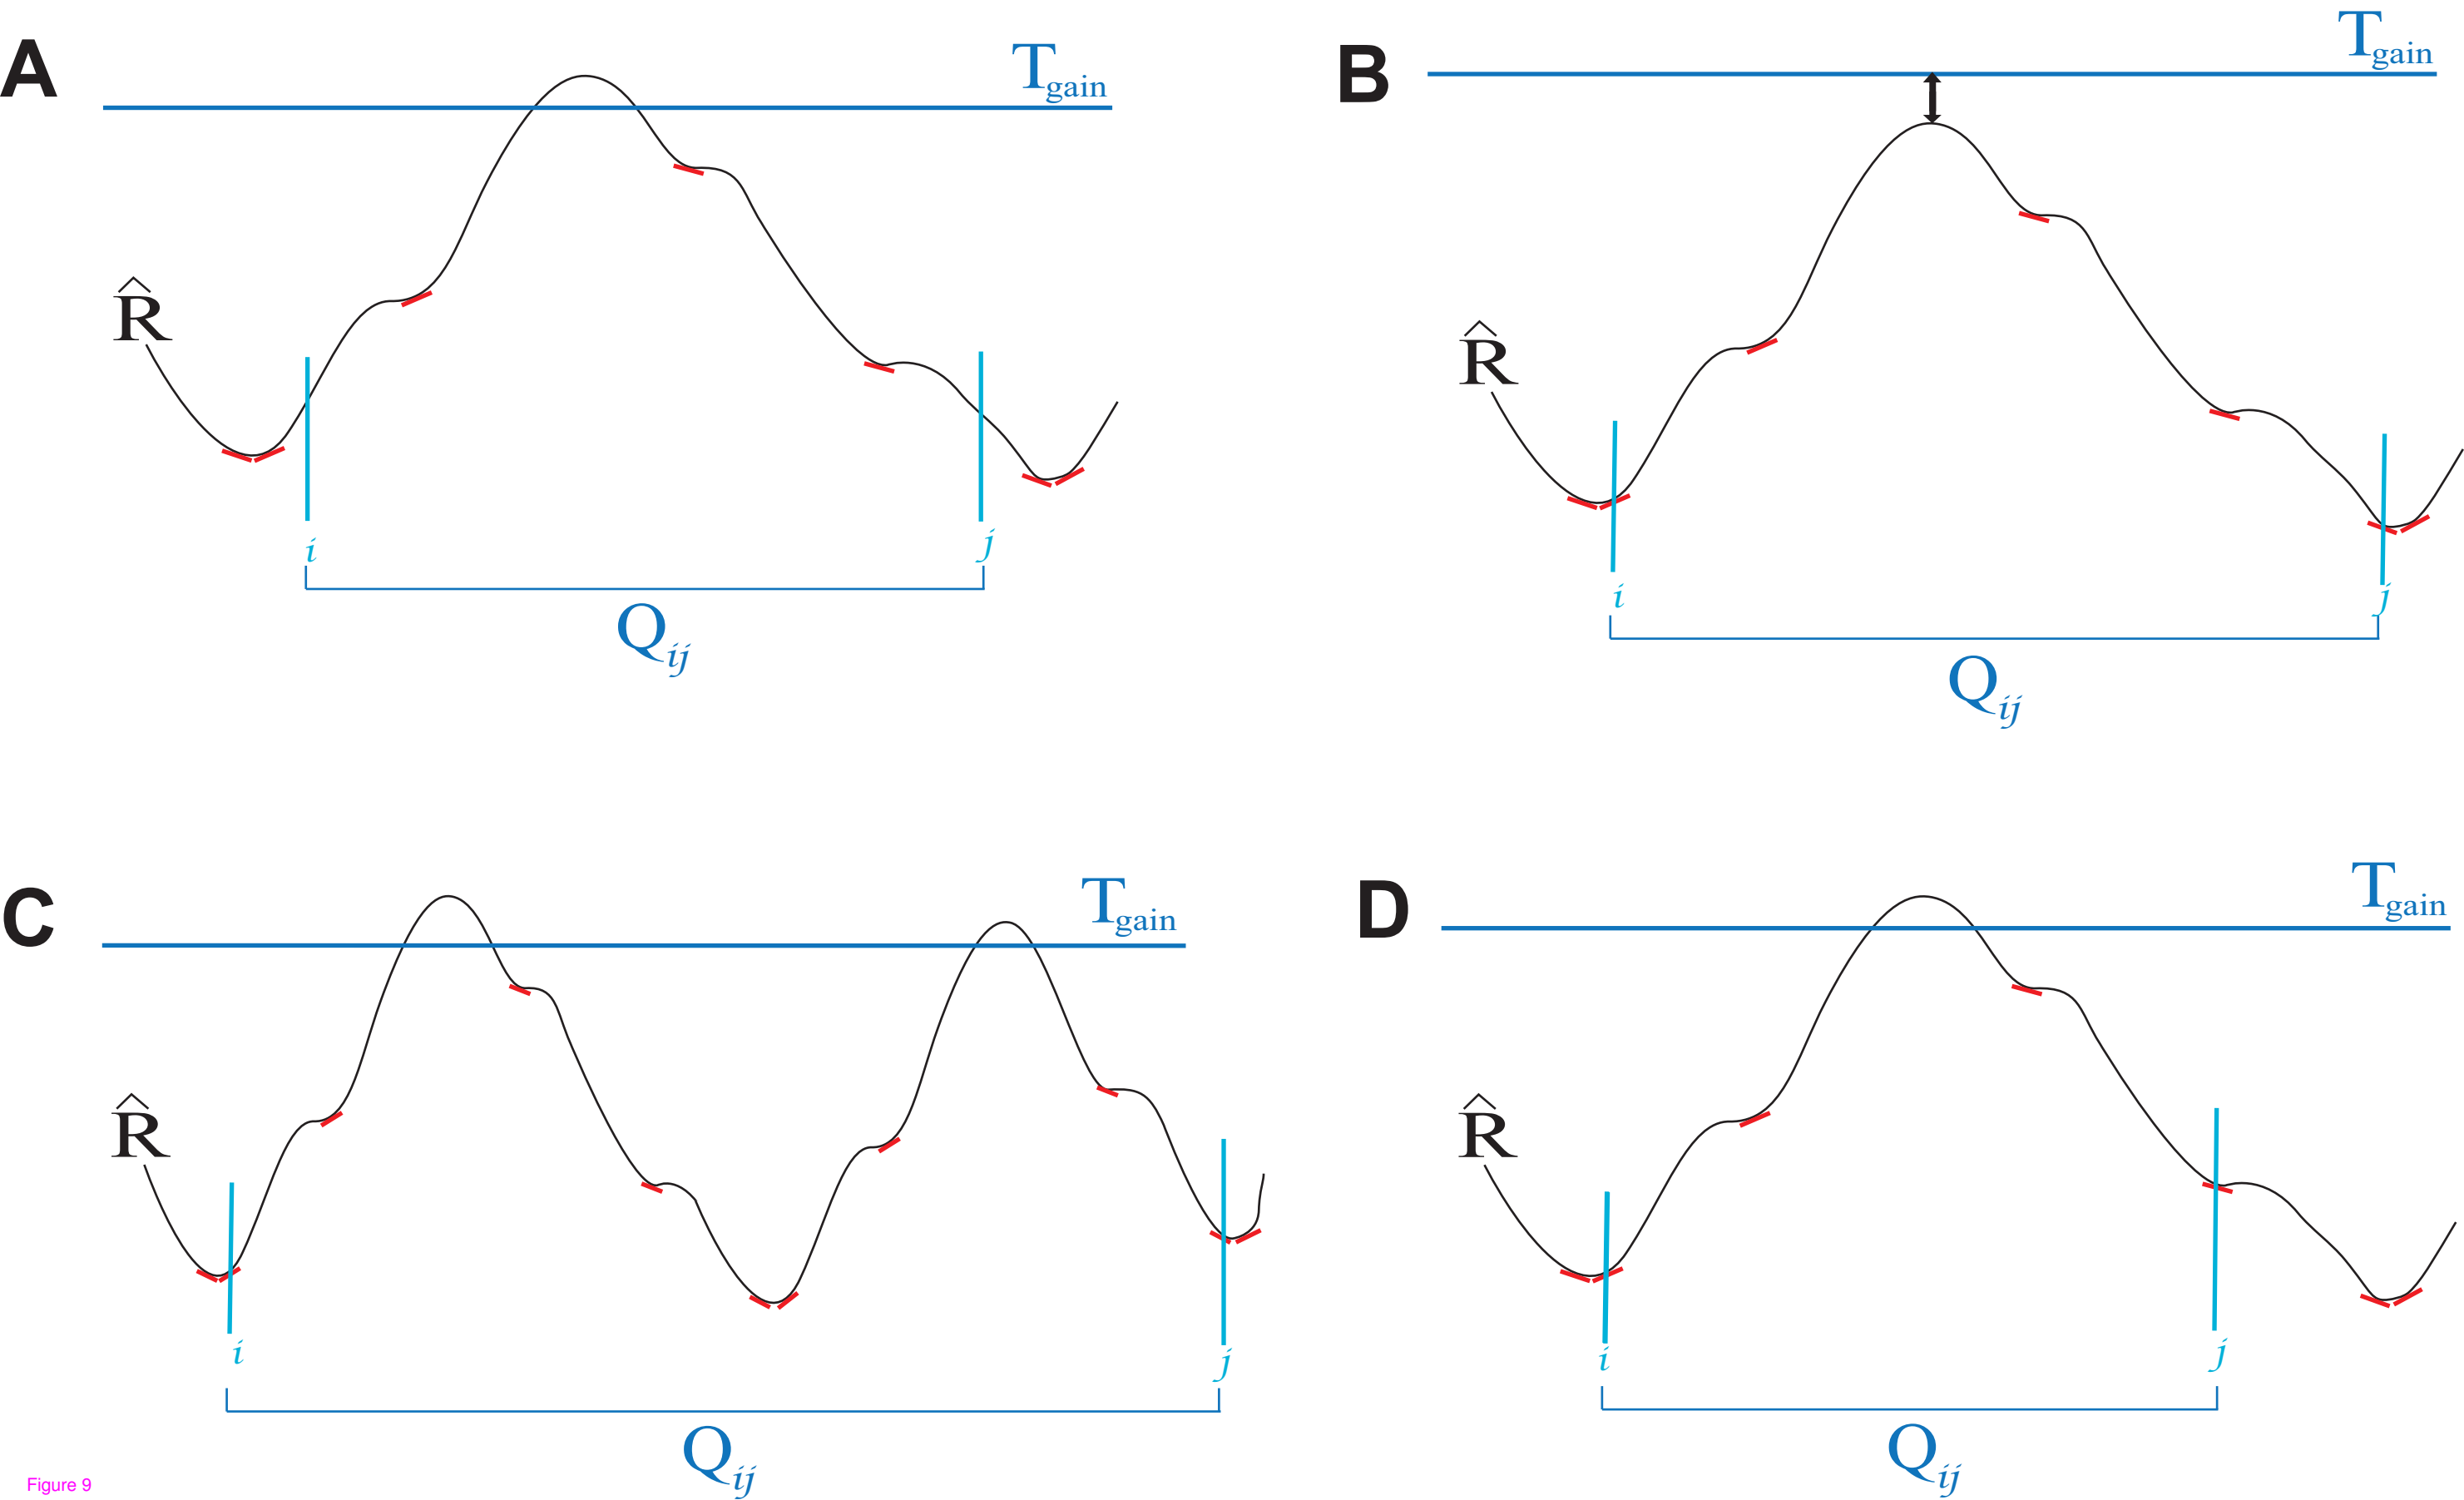 A
T_gain
R̂
i
j
Q_ij
B
T_gain
R̂
i
j
Q_ij
C
T_gain
R̂
i
j
Q_ij
D
T_gain
R̂
i
j
Q_ij
Figure 9